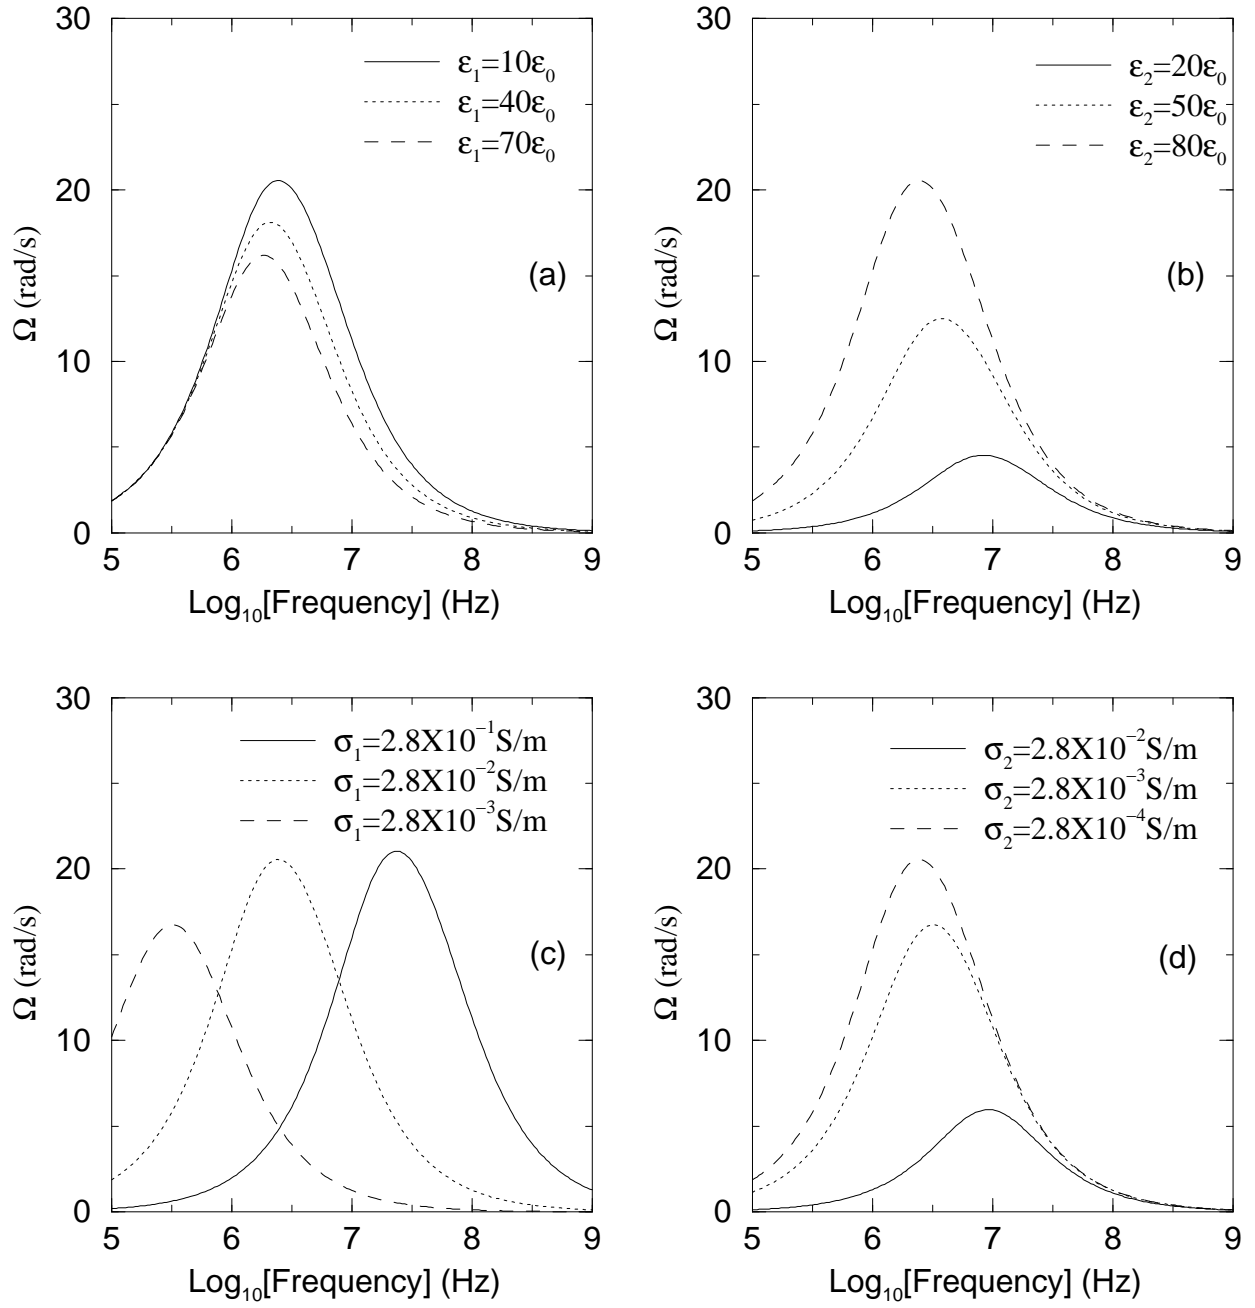 30
20
10
0
5 6 7 8 9
Ω (rad/s)
Log₁₀[Frequency] (Hz)
ε₁=10ε₀
ε₁=40ε₀
ε₁=70ε₀
(a)
30
20
10
0
5 6 7 8 9
Ω (rad/s)
Log₁₀[Frequency] (Hz)
ε₂=20ε₀
ε₂=50ε₀
ε₂=80ε₀
(b)
30
20
10
0
5 6 7 8 9
Ω (rad/s)
Log₁₀[Frequency] (Hz)
σ₁=2.8X10⁻¹S/m
σ₁=2.8X10⁻²S/m
σ₁=2.8X10⁻³S/m
(c)
30
20
10
0
5 6 7 8 9
Ω (rad/s)
Log₁₀[Frequency] (Hz)
σ₂=2.8X10⁻²S/m
σ₂=2.8X10⁻³S/m
σ₂=2.8X10⁻⁴S/m
(d)